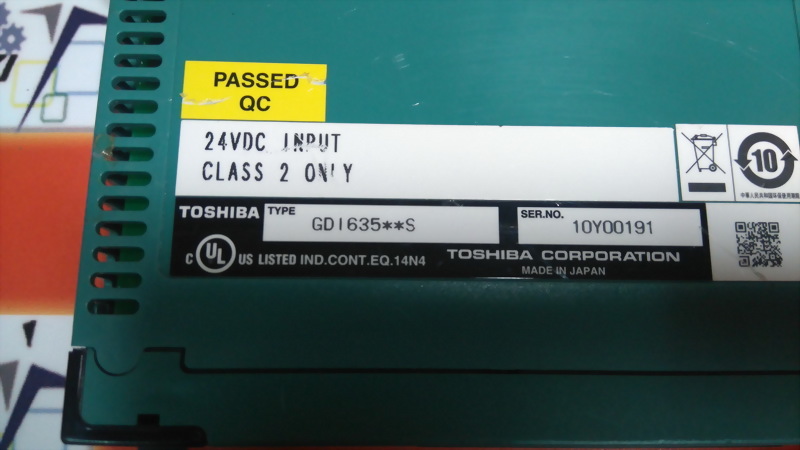 PASSED
QC
24VDC INPUT
CLASS 2 ONLY
10
TOSHIBA
TYPE
GDI635**S
SER.NO.
10Y00191
C UL US LISTED IND.CONT.EQ.14N4
TOSHIBA CORPORATION
MADE IN JAPAN